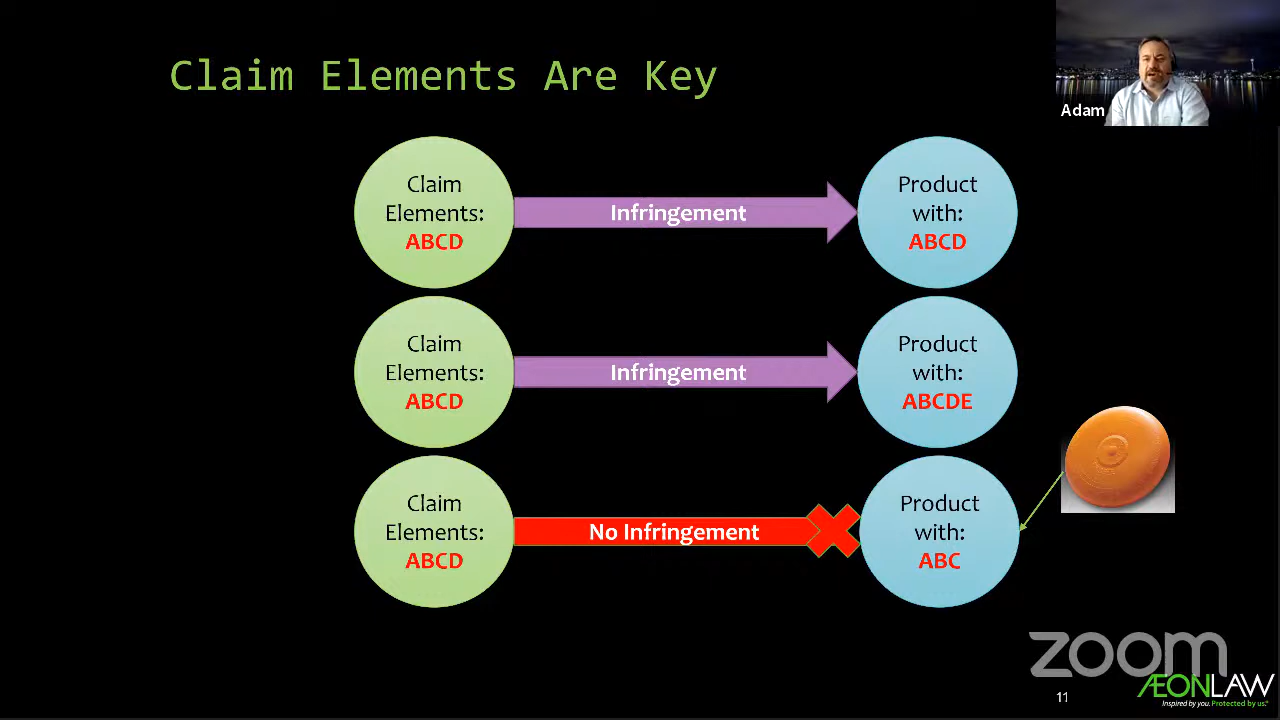 Claim Elements Are Key
Adam
Claim
Elements:
ABCD
Infringement
Product
with:
ABCD
Claim
Elements:
ABCD
Infringement
Product
with:
ABCDE
Claim
Elements:
ABCD
No Infringement
Product
with:
ABC
zoom
11
ÆONLAW
Inspired by you. Protected by us.